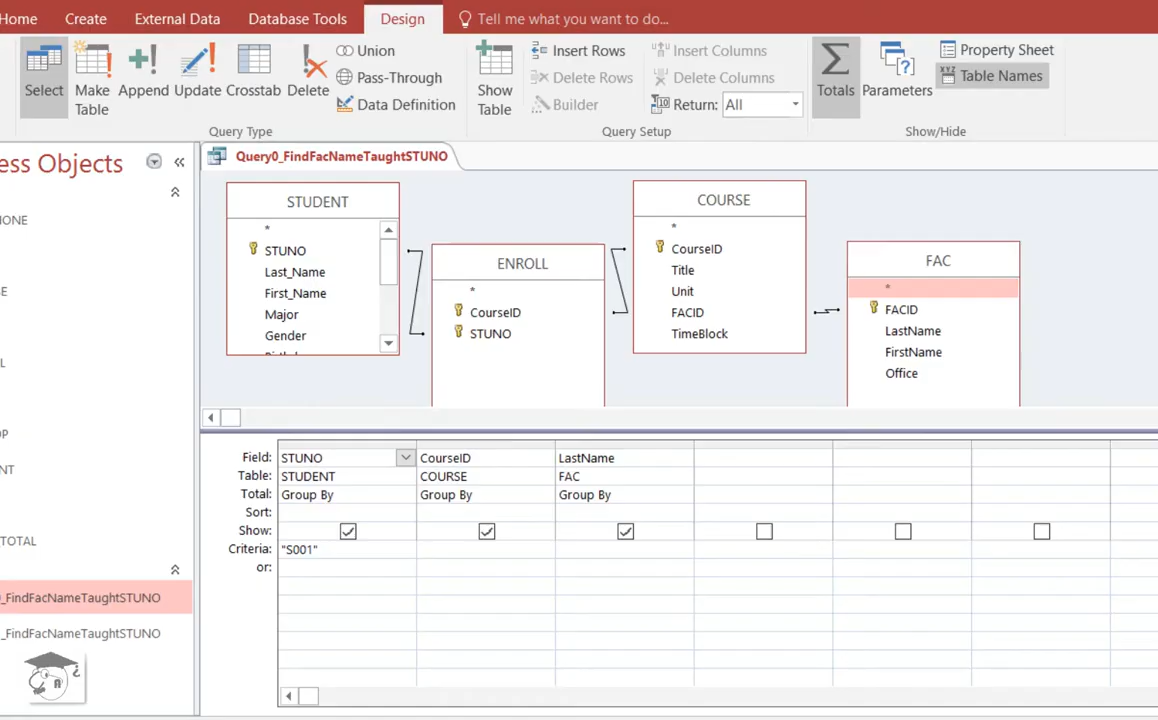 Home Create External Data Database Tools Design Tell me what you want to do...
Select
Make Table
Append
Update
Crosstab
Delete
Union
Pass-Through
Data Definition
Query Type
Show Table
Insert Rows
Delete Rows
Builder
Insert Columns
Delete Columns
Return: All
Query Setup
Totals
Parameters
Property Sheet
Table Names
Show/Hide
ess Objects
Query0_FindFacNameTaughtSTUNO
IONE
SE
L
OP
NT
TOTAL
_FindFacNameTaughtSTUNO
_FindFacNameTaughtSTUNO
STUDENT
*
STUNO
Last_Name
First_Name
Major
Gender
ENROLL
*
CourseID
STUNO
COURSE
*
CourseID
Title
Unit
FACID
TimeBlock
FAC
*
FACID
LastName
FirstName
Office
Field: STUNO CourseID LastName
Table: STUDENT COURSE FAC
Total: Group By Group By Group By
Sort:
Show:
Criteria: "S001"
or: